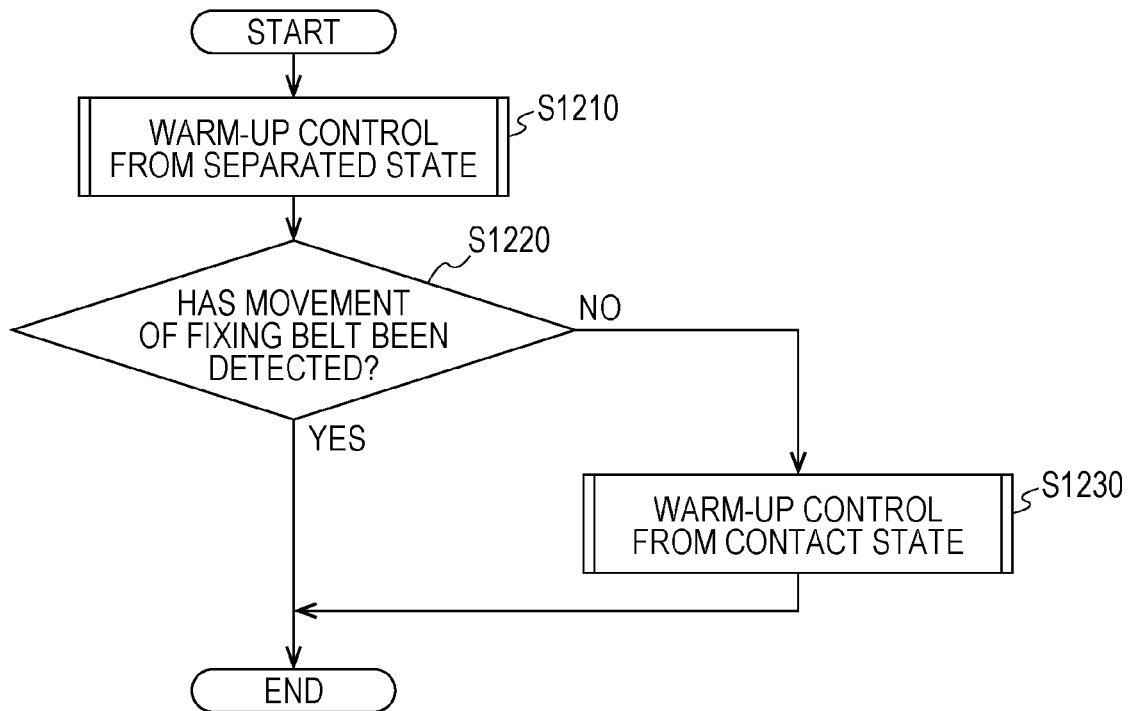 START
S1210
WARM-UP CONTROL
FROM SEPARATED STATE
S1220
HAS MOVEMENT
OF FIXING BELT BEEN
DETECTED?
NO
YES
S1230
WARM-UP CONTROL
FROM CONTACT STATE
END